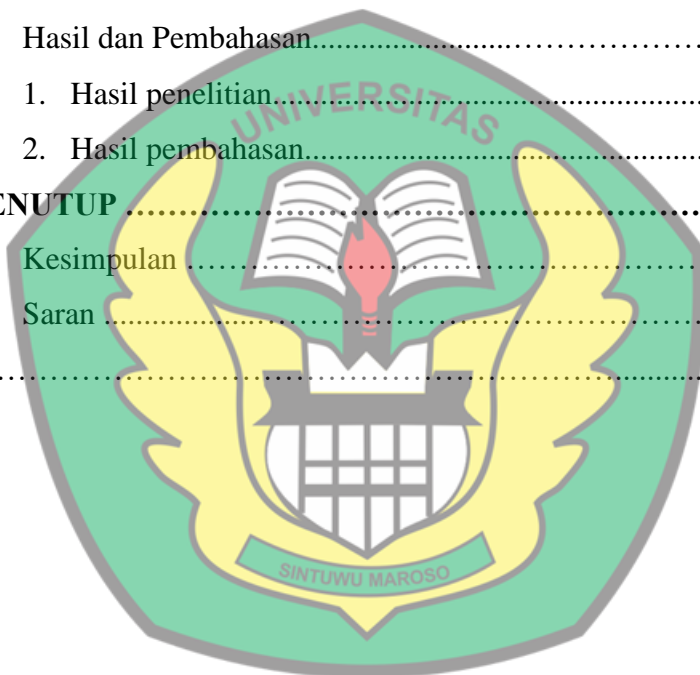 Hasil dan Pembahasan..............................................................
UNIVERSITAS
1. Hasil penelitian..............................................................
2. Hasil pembahasan..............................................................
ENUTUP ..............................................................
Kesimpulan ..............................................................
Saran ..............................................................
..............................................................
SINTUWU MAROSO